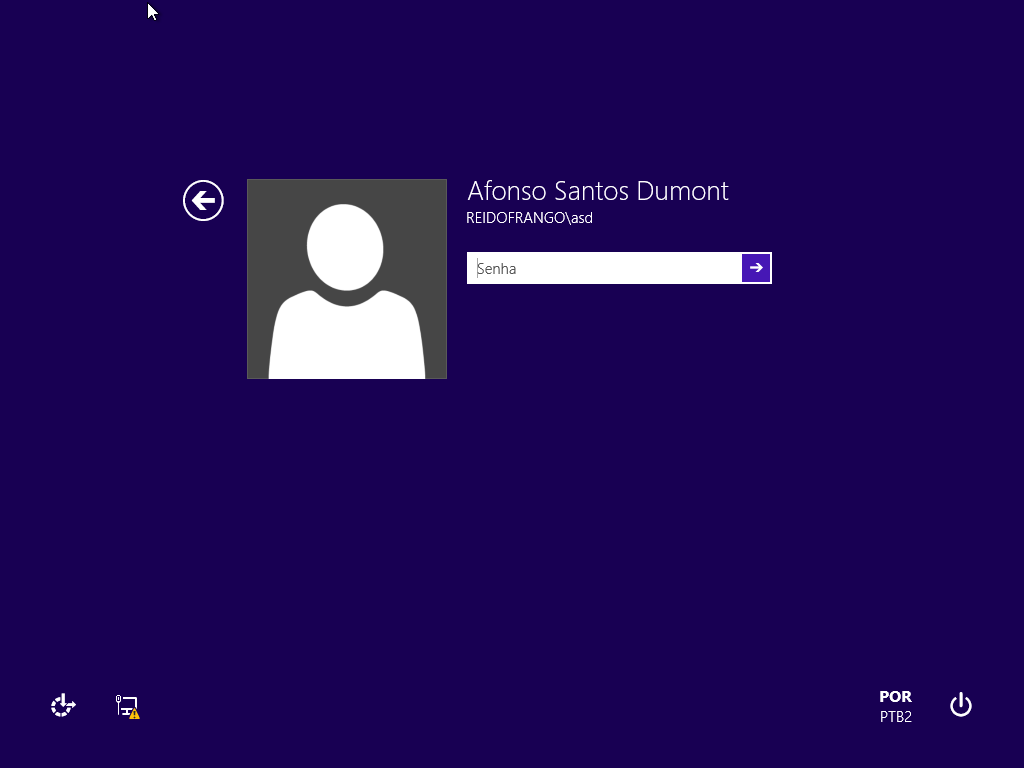 Afonso Santos Dumont
REIDOFRANGO\asd
Senha
POR
PTB2